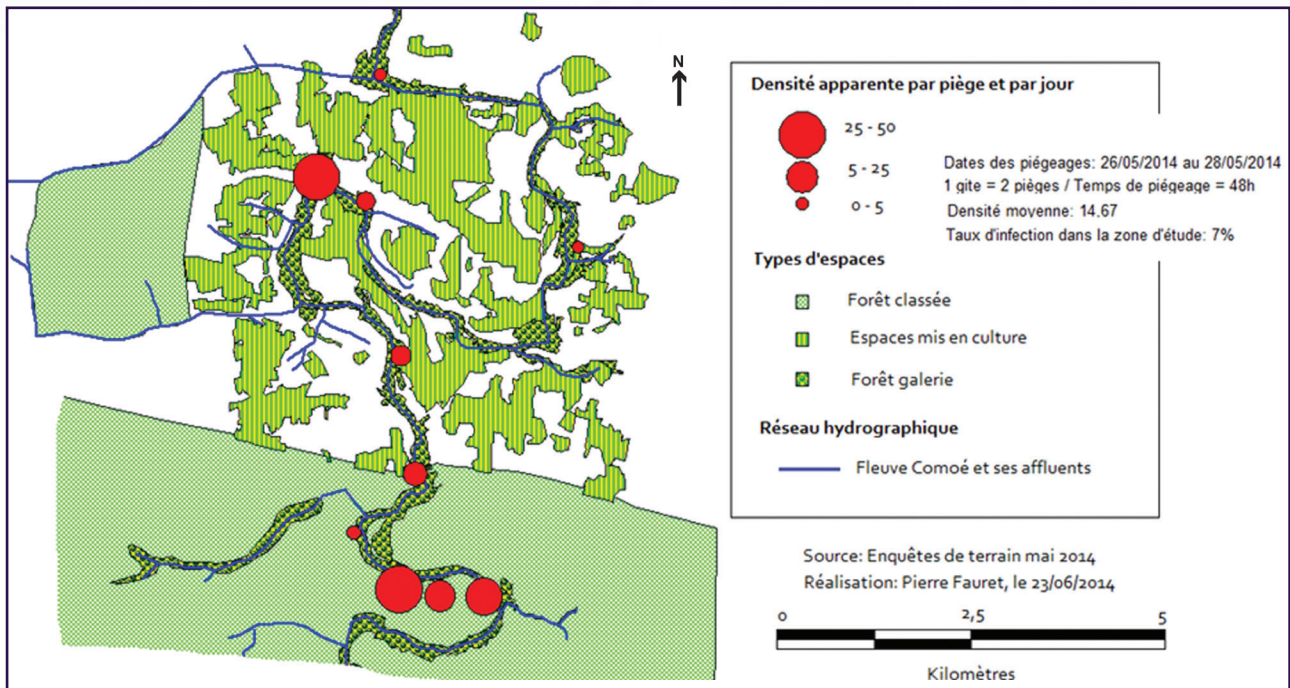 N
Densité apparente par piège et par jour
25 - 50
5 - 25
0 - 5
Dates des piégeages: 26/05/2014 au 28/05/2014
1 gite = 2 pièges / Temps de piégeage = 48h
Densité moyenne: 14.67
Taux d'infection dans la zone d'étude: 7%
Types d'espaces
Forêt classée
Espaces mis en culture
Forêt galerie
Réseau hydrographique
Fleuve Comoé et ses affluents
Source: Enquêtes de terrain mai 2014
Réalisation: Pierre Fauret, le 23/06/2014
0 2,5 5
Kilomètres